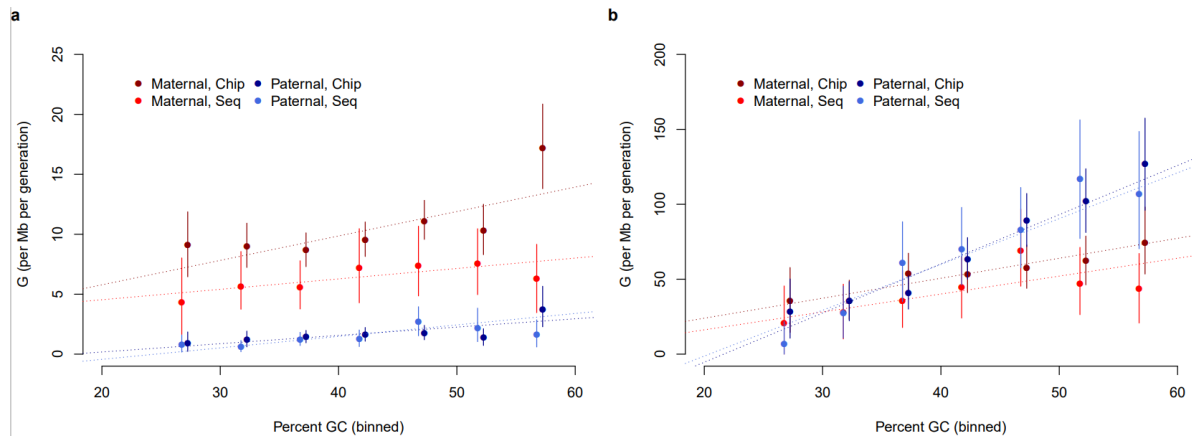 a
G (per Mb per generation)
25
20
15
10
5
0
Maternal, Chip
Paternal, Chip
Maternal, Seq
Paternal, Seq
20
30
40
50
60
Percent GC (binned)
b
G (per Mb per generation)
200
150
100
50
0
Maternal, Chip
Paternal, Chip
Maternal, Seq
Paternal, Seq
20
30
40
50
60
Percent GC (binned)